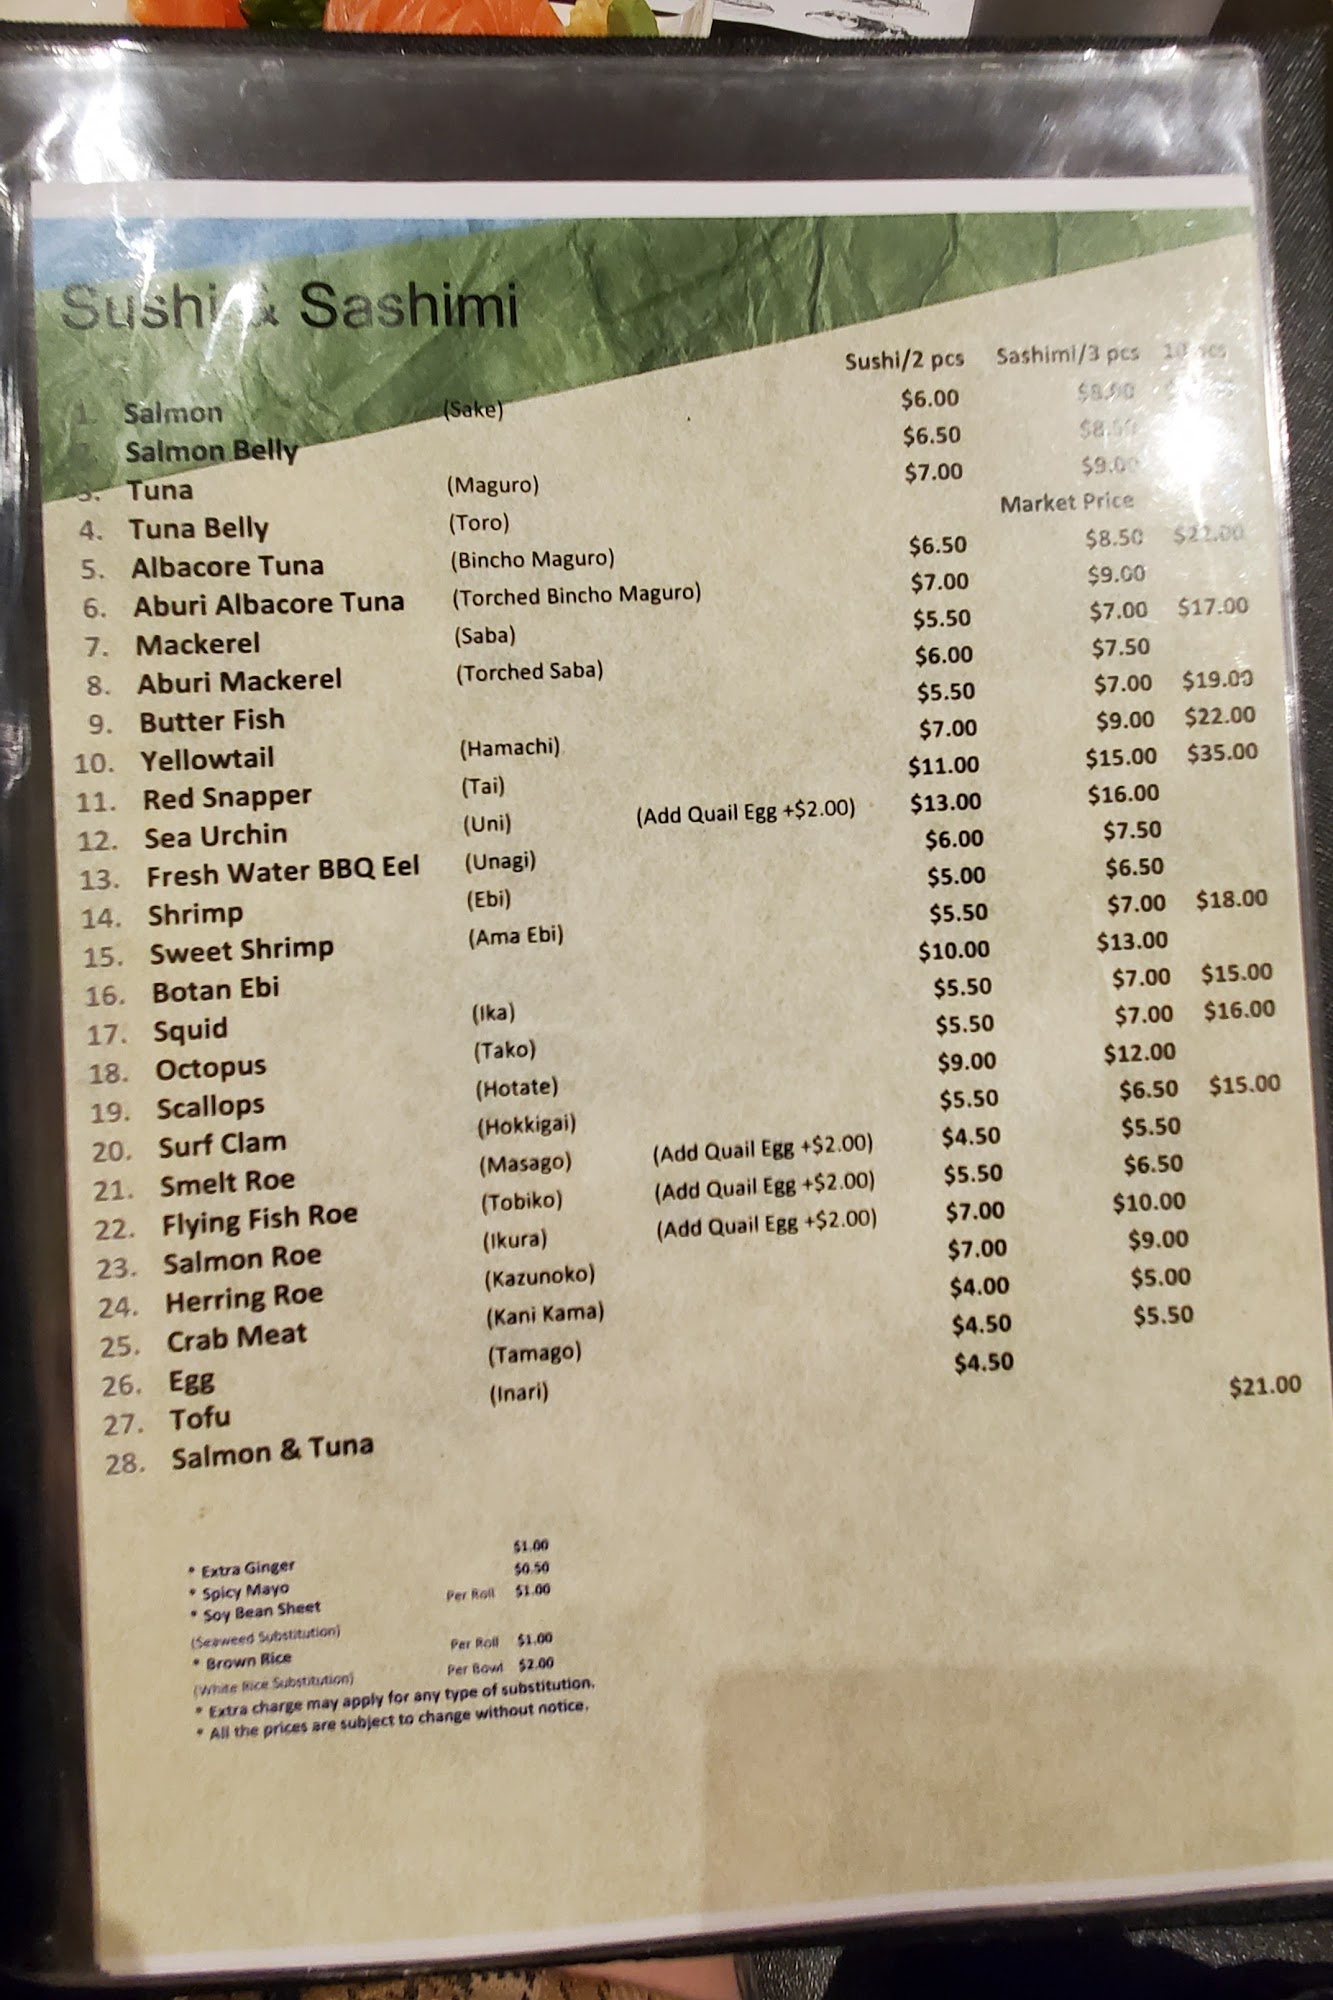 Sushi & Sashimi
Sushi/2 pcs Sashimi/3 pcs 10 pcs
1. Salmon (Sake) $6.00 $8.00
2. Salmon Belly $6.50 $8.50
3. Tuna (Maguro) $7.00 $9.00
4. Tuna Belly (Toro) Market Price
5. Albacore Tuna (Bincho Maguro) $6.50 $8.50 $22.00
6. Aburi Albacore Tuna (Torched Bincho Maguro) $7.00 $9.00
7. Mackerel (Saba) $5.50 $7.00 $17.00
8. Aburi Mackerel (Torched Saba) $6.00 $7.50
9. Butter Fish $5.50 $7.00 $19.00
10. Yellowtail (Hamachi) $7.00 $9.00 $22.00
11. Red Snapper (Tai) $11.00 $15.00 $35.00
12. Sea Urchin (Uni) (Add Quail Egg +$2.00) $13.00 $16.00
13. Fresh Water BBQ Eel (Unagi) $6.00 $7.50
14. Shrimp (Ebi) $5.00 $6.50
15. Sweet Shrimp (Ama Ebi) $5.50 $7.00 $18.00
16. Botan Ebi $10.00 $13.00
17. Squid (Ika) $5.50 $7.00 $15.00
18. Octopus (Tako) $5.50 $7.00 $16.00
19. Scallops (Hotate) $9.00 $12.00
20. Surf Clam (Hokkigai) $5.50 $6.50 $15.00
21. Smelt Roe (Masago) (Add Quail Egg +$2.00) $4.50 $5.50
22. Flying Fish Roe (Tobiko) (Add Quail Egg +$2.00) $5.50 $6.50
23. Salmon Roe (Ikura) (Add Quail Egg +$2.00) $7.00 $10.00
24. Herring Roe (Kazunoko) $7.00 $9.00
25. Crab Meat (Kani Kama) $4.00 $5.00
26. Egg (Tamago) $4.50 $5.50
27. Tofu (Inari) $4.50
28. Salmon & Tuna $21.00
* Extra Ginger $1.00
* Spicy Mayo $0.50
* Soy Bean Sheet Per Roll $1.00
(Seaweed Substitution)
* Brown Rice Per Roll $1.00
(White Rice Substitution) Per Bowl $2.00
* Extra charge may apply for any type of substitution.
* All the prices are subject to change without notice.